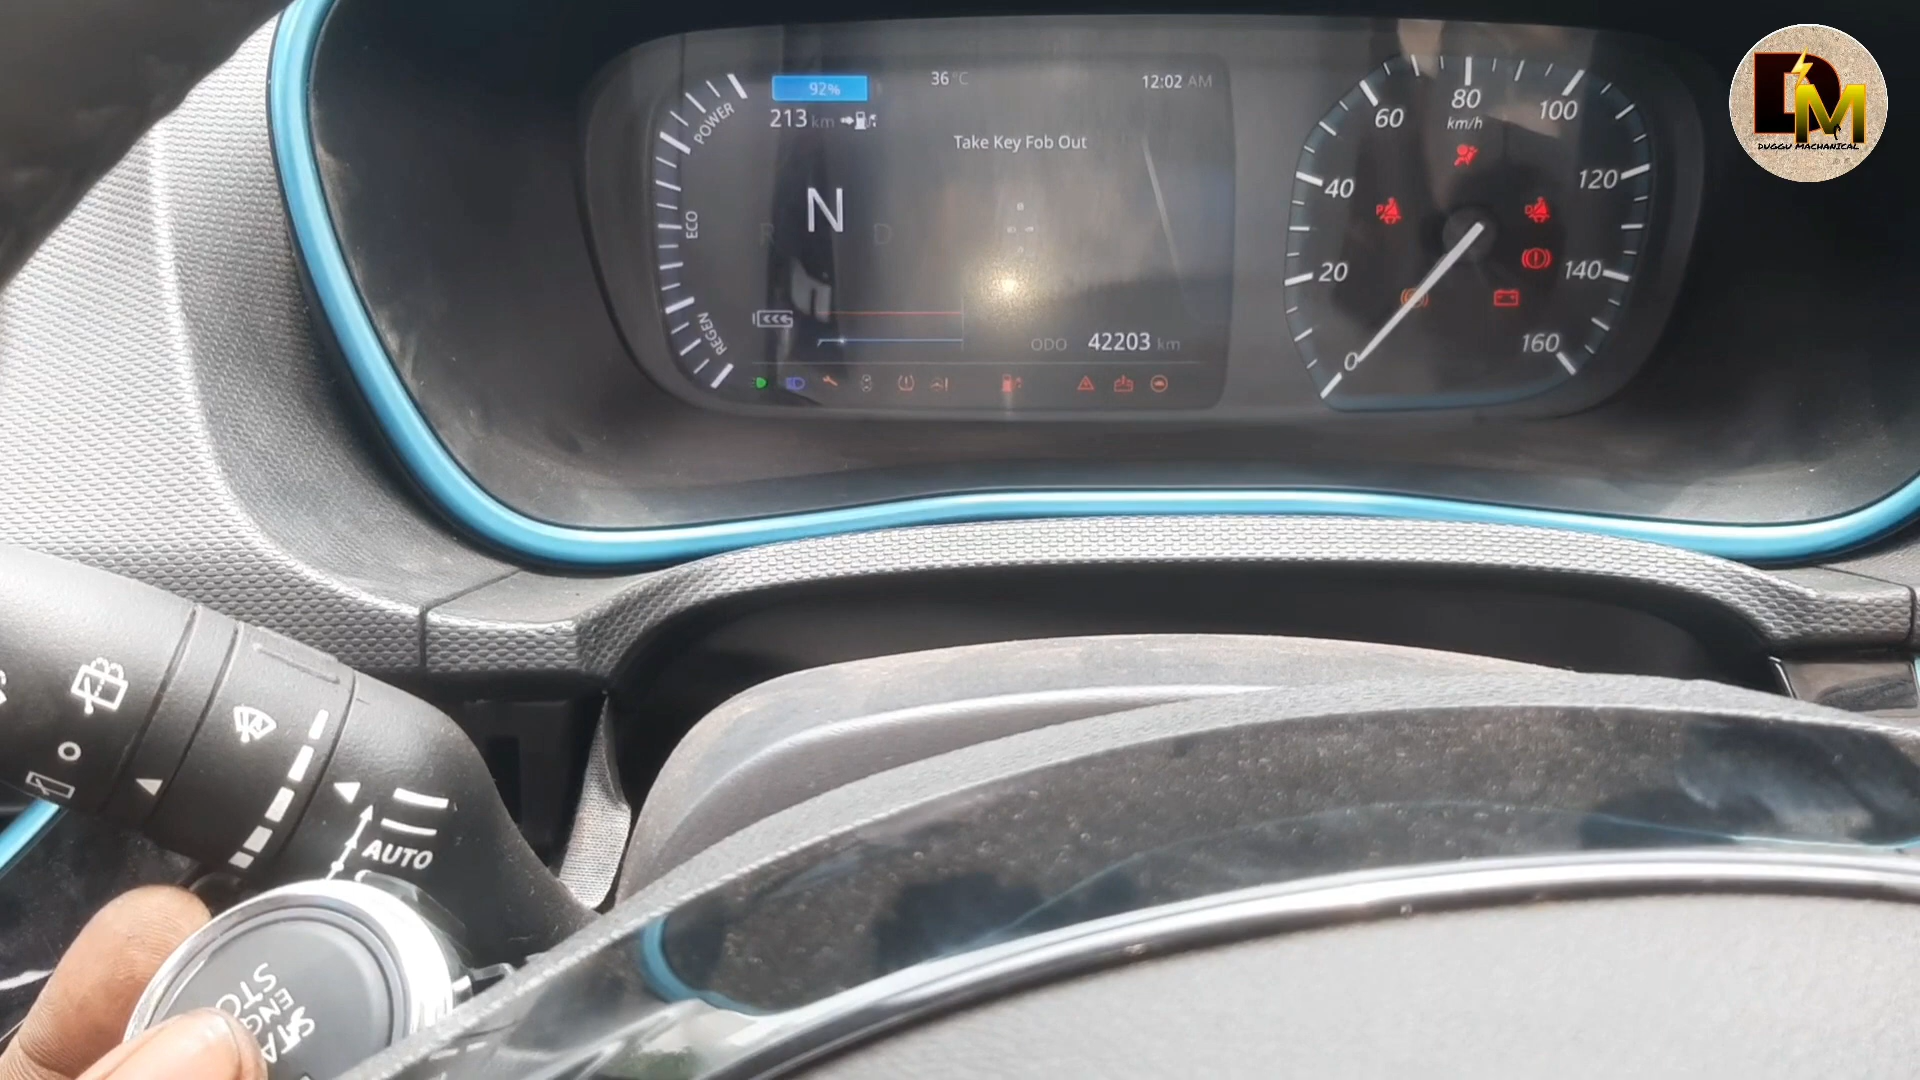 92%
36 °C
12:02 AM
213 km
Take Key Fob Out
POWER
ECO
REGEN
R N D
ODO 42203 km
0
20
40
60
80
100
120
140
160
km/h
AUTO
DM
DUGGU MACHANICAL